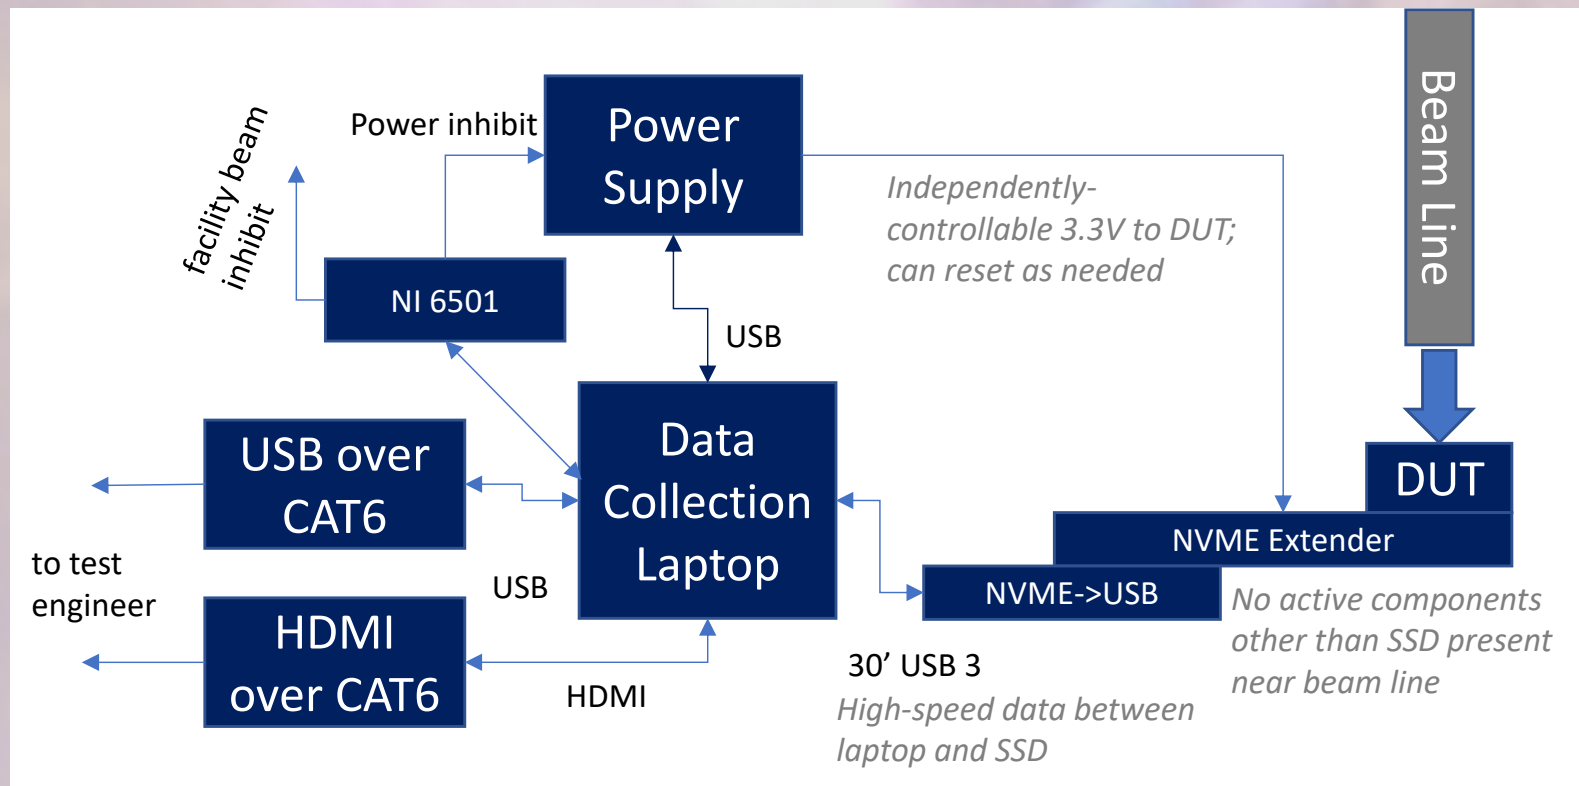 Beam Line
Power inhibit
Power
Supply
facility beam
inhibit
Independently-
controllable 3.3V to DUT;
can reset as needed
NI 6501
USB
USB over
CAT6
Data
Collection
Laptop
DUT
NVME Extender
to test
engineer
USB
NVME->USB
No active components
other than SSD present
near beam line
HDMI
over CAT6
HDMI
30’ USB 3
High-speed data between
laptop and SSD